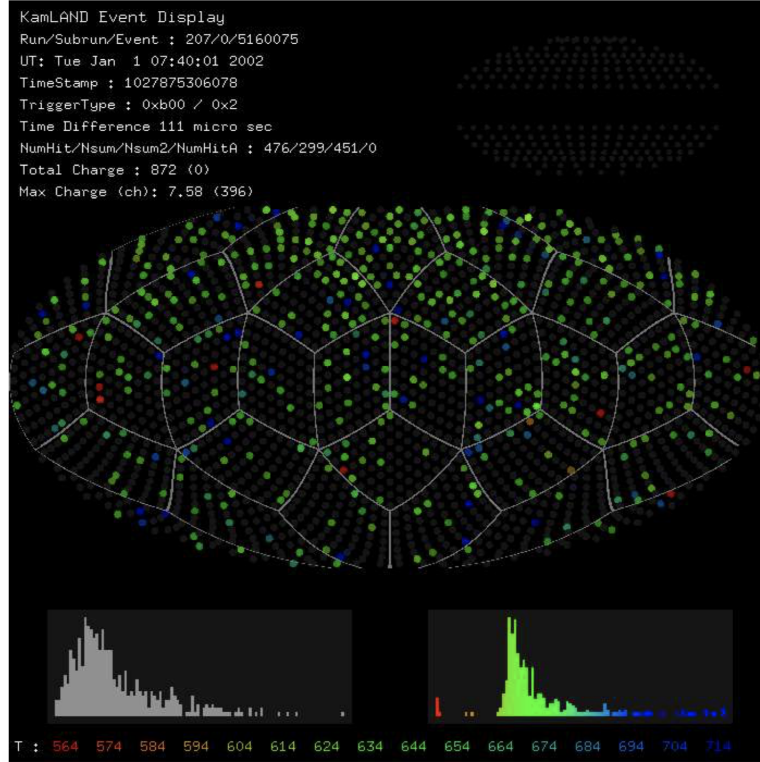 KamLAND Event Display
Run/Subrun/Event : 207/0/5160075
UT: Tue Jan  1 07:40:01 2002
TimeStamp : 1027875306078
TriggerType : 0xb00 / 0x2
Time Difference 111 micro sec
NumHit/Nsum/Nsum2/NumHitA : 476/299/451/0
Total Charge : 872 (0)
Max Charge (ch): 7.58 (396)
T : 564 574 584 594 604 614 624 634 644 654 664 674 684 694 704 714